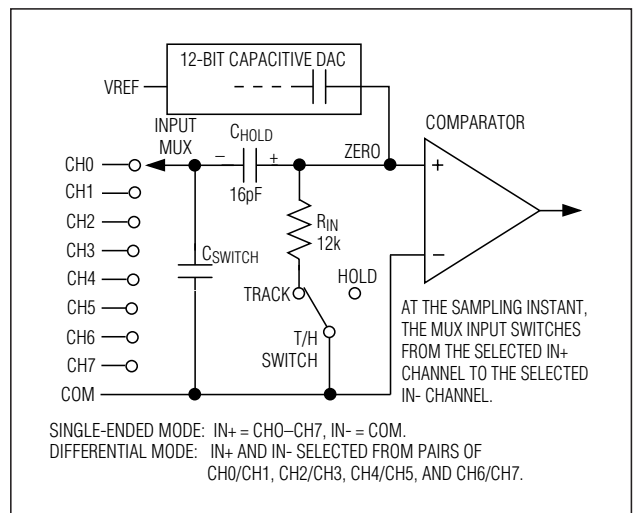 12-BIT CAPACITIVE DAC
VREF
INPUT
MUX
CHOLD
– +
16pF
ZERO
COMPARATOR
+
–
CH0
CH1
CH2
CH3
CH4
CH5
CH6
CH7
COM
CSWITCH
RIN
12k
TRACK
HOLD
T/H
SWITCH
AT THE SAMPLING INSTANT,
THE MUX INPUT SWITCHES
FROM THE SELECTED IN+
CHANNEL TO THE SELECTED
IN- CHANNEL.
SINGLE-ENDED MODE: IN+ = CHO–CH7, IN- = COM.
DIFFERENTIAL MODE: IN+ AND IN- SELECTED FROM PAIRS OF
CH0/CH1, CH2/CH3, CH4/CH5, AND CH6/CH7.